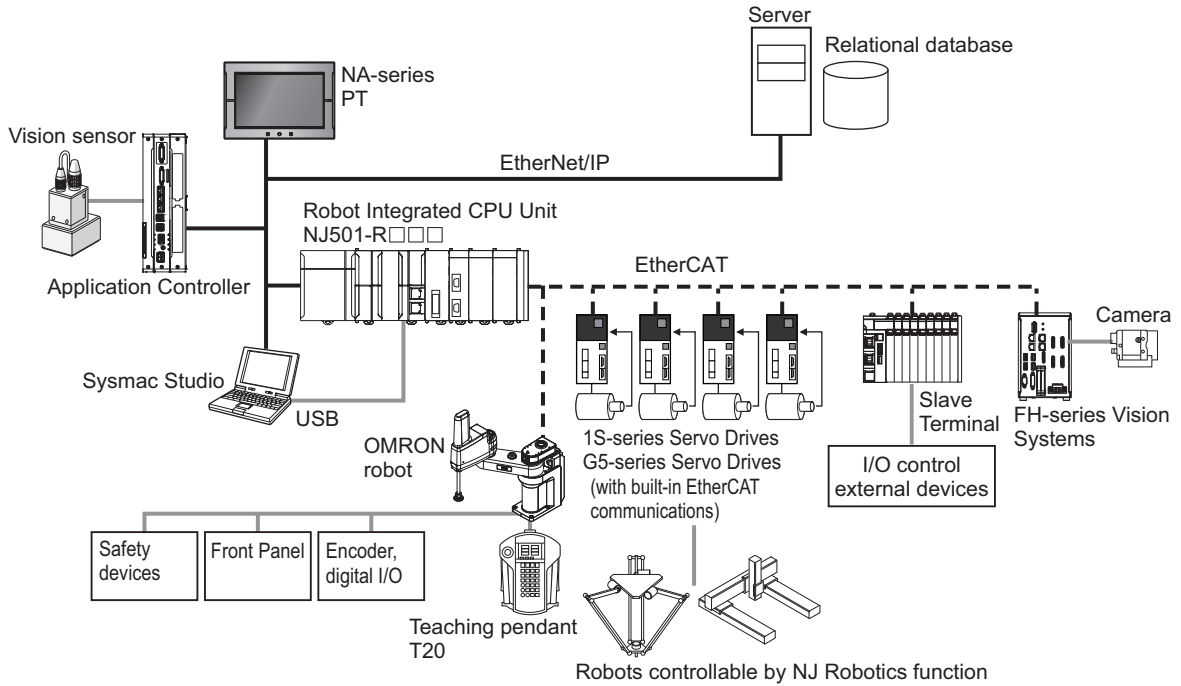 Server
Relational database
NA-series
PT
Vision sensor
EtherNet/IP
Robot Integrated CPU Unit
NJ501-R□□□
EtherCAT
Application Controller
Camera
Sysmac Studio
USB
Slave
Terminal
FH-series Vision
Systems
OMRON
robot
1S-series Servo Drives
G5-series Servo Drives
(with built-in EtherCAT
communications)
I/O control
external devices
Safety
devices
Front Panel
Encoder,
digital I/O
Teaching pendant
T20
Robots controllable by NJ Robotics function